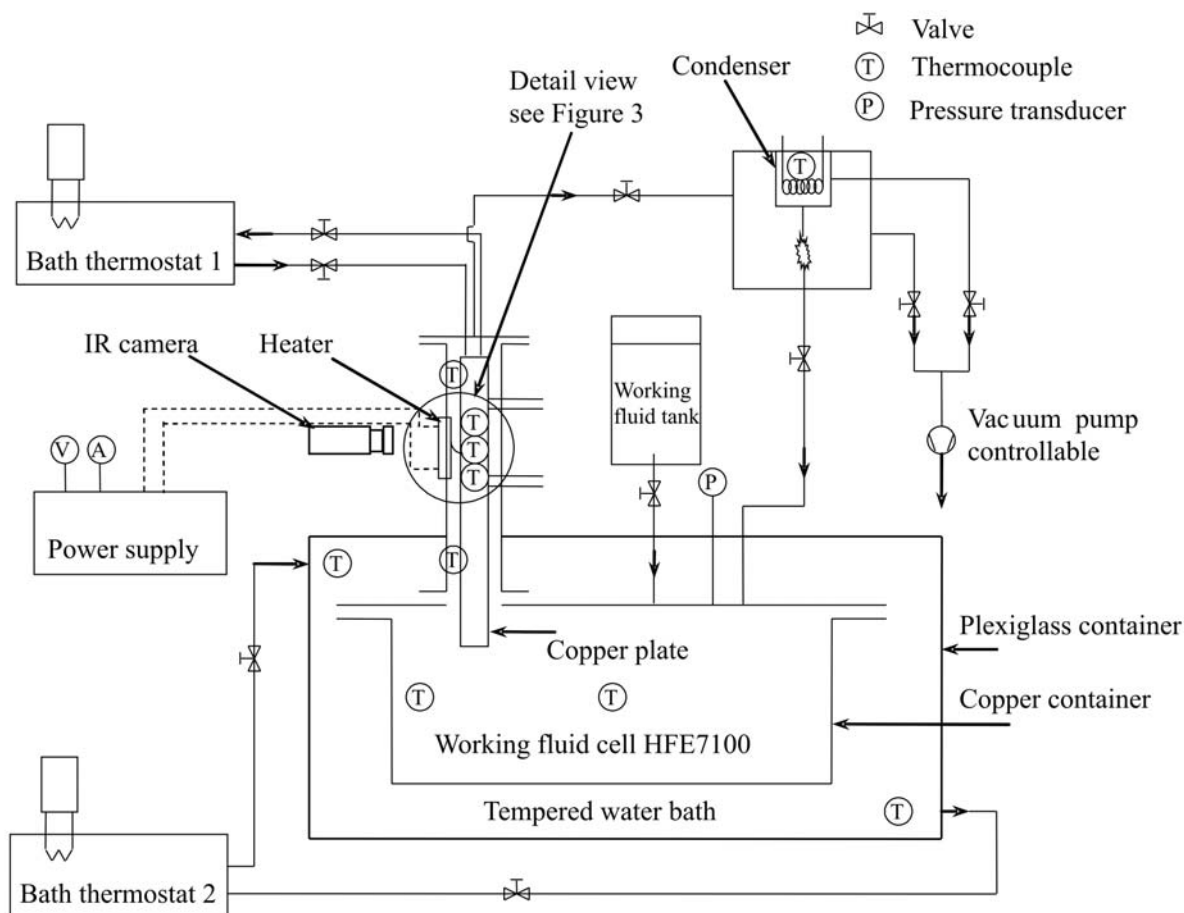 Valve
T
Thermocouple
P
Pressure transducer
Condenser
Detail view
see Figure 3
T
Bath thermostat 1
IR camera
Heater
T
T
T
T
Working
fluid tank
Vacuum pump
controllable
V
A
P
Power supply
T
T
Copper plate
Plexiglass container
T
T
Copper container
Working fluid cell HFE7100
Tempered water bath
T
Bath thermostat 2